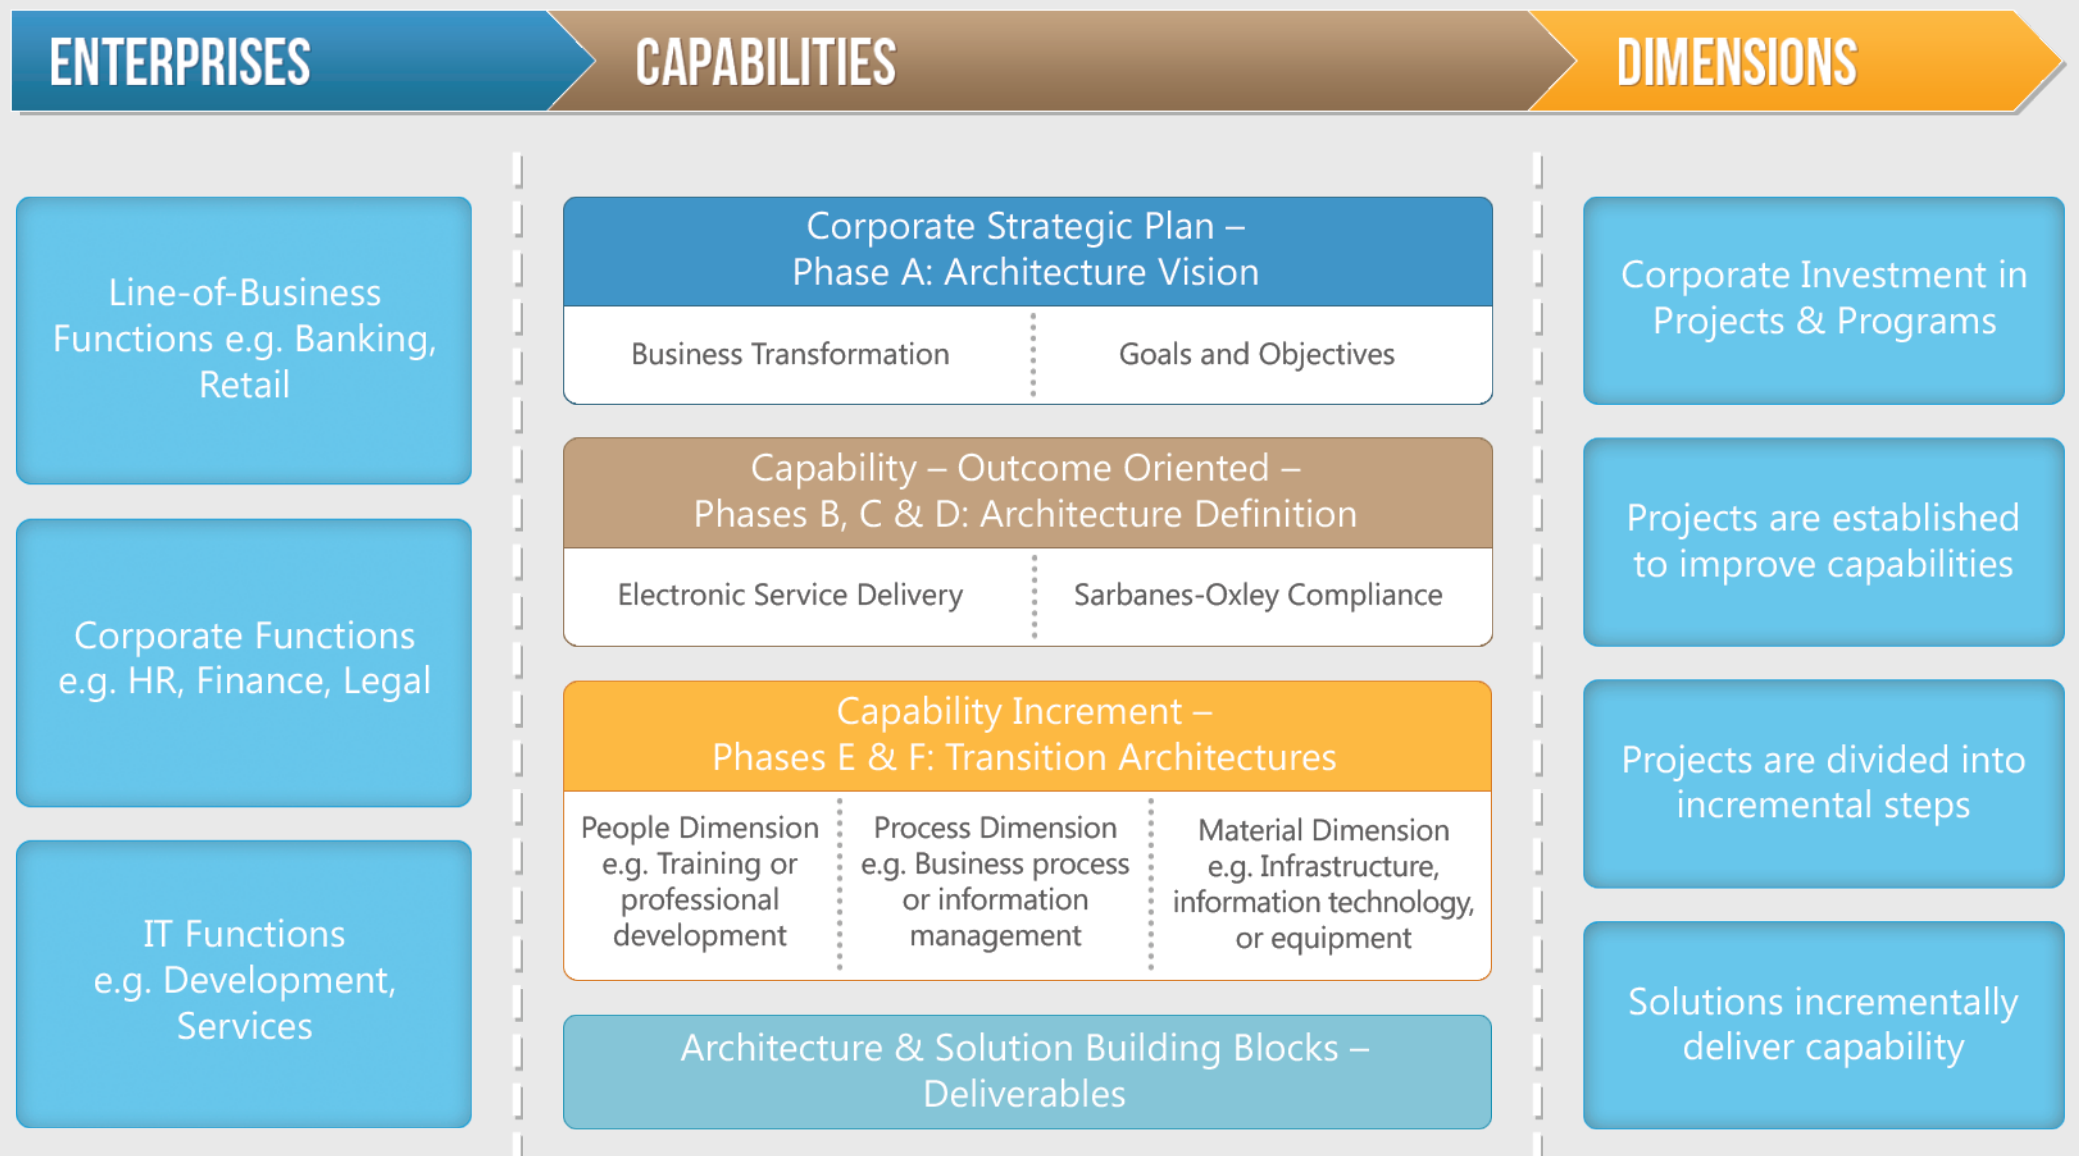 ENTERPRISES
CAPABILITIES
DIMENSIONS
Line-of-Business
Functions e.g. Banking,
Retail
Corporate Functions
e.g. HR, Finance, Legal
IT Functions
e.g. Development,
Services
Corporate Strategic Plan –
Phase A: Architecture Vision
Business Transformation
Goals and Objectives
Capability – Outcome Oriented –
Phases B, C & D: Architecture Definition
Electronic Service Delivery
Sarbanes-Oxley Compliance
Capability Increment –
Phases E & F: Transition Architectures
People Dimension
e.g. Training or
professional
development
Process Dimension
e.g. Business process
or information
management
Material Dimension
e.g. Infrastructure,
information technology,
or equipment
Architecture & Solution Building Blocks –
Deliverables
Corporate Investment in
Projects & Programs
Projects are established
to improve capabilities
Projects are divided into
incremental steps
Solutions incrementally
deliver capability